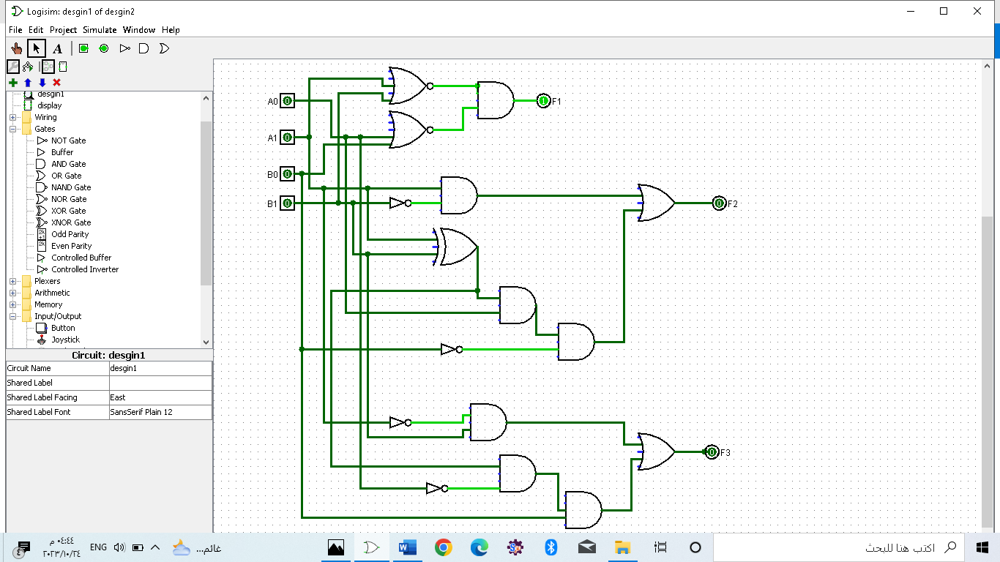 Logisim: desgin1 of desgin2
File Edit Project Simulate Window Help
A
desgin1
display
Wiring
Gates
NOT Gate
Buffer
AND Gate
OR Gate
NAND Gate
NOR Gate
XOR Gate
XNOR Gate
Odd Parity
Even Parity
Controlled Buffer
Controlled Inverter
Plexers
Arithmetic
Memory
Input/Output
Button
Joystick
Circuit: desgin1
Circuit Name desgin1
Shared Label
Shared Label Facing East
Shared Label Font SansSerif Plain 12
A0 0
A1 0
B0 0
B1 0
1 F1
0 F2
0 F3
٠٤:٤٤ م
٢٠٢٣/١٠/٢٤
ENG
غائم...
اكتب هنا للبحث